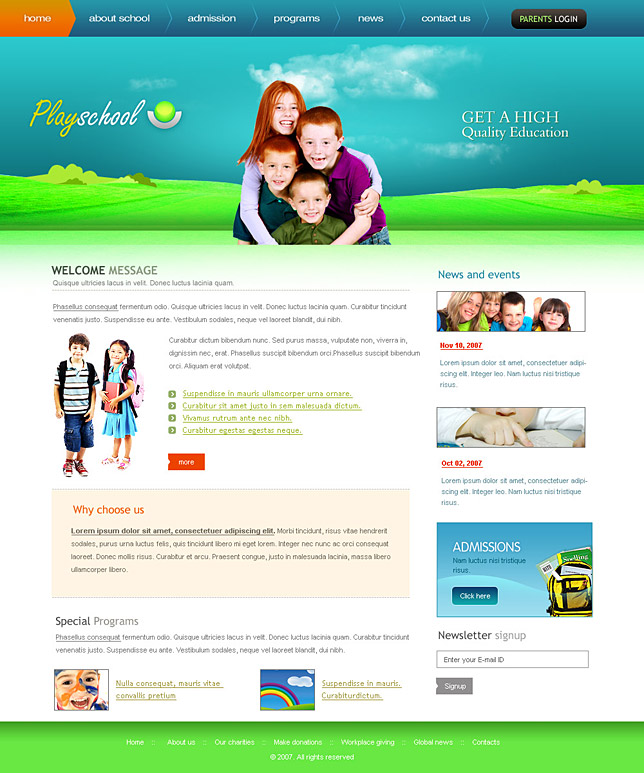 home about school admission programs news contact us PARENTS LOGIN
Playschool
GET A HIGH
Quality Education
WELCOME MESSAGE
Quisque ultricies lacus in velit. Donec luctus lacinia quam.
Phasellus consequat fermentum odio. Quisque ultricies lacus in velit. Donec luctus lacinia quam. Curabitur tincidunt
venenatis justo. Suspendisse eu ante. Vestibulum sodales, neque vel laoreet blandit, dui nibh.
Curabitur dictum bibendum nunc. Sed purus massa, vulputate non, viverra in,
dignissim nec, erat. Phasellus suscipit bibendum orci.Phasellus suscipit bibendum
orci. Aliquam erat volutpat.
Suspendisse in mauris ullamcorper urna ornare.
Curabitur sit amet justo in sem malesuada dictum.
Vivamus rutrum ante nec nibh.
Curabitur egestas egestas neque.
more
Why choose us
Lorem ipsum dolor sit amet, consectetuer adipiscing elit. Morbi tincidunt, risus vitae hendrerit
sodales, purus urna luctus felis, quis tincidunt libero mi eget lorem. Integer nec nunc ac orci consequat
laoreet. Donec mollis risus. Curabitur et arcu. Praesent congue, justo in malesuada lacinia, massa libero
ullamcorper libero.
Special Programs
Phasellus consequat fermentum odio. Quisque ultricies lacus in velit. Donec luctus lacinia quam. Curabitur tincidunt
venenatis justo. Suspendisse eu ante. Vestibulum sodales, neque vel laoreet blandit, dui nibh.
Nulla consequat, mauris vitae
convallis pretium
Suspendisse in mauris.
Curabiturdictum.
News and events
Nov 10, 2007
Lorem ipsum dolor sit amet, consectetuer adipi-
scing elit. Integer leo. Nam luctus nisi tristique
risus.
Oct 02, 2007
Lorem ipsum dolor sit amet, consectetuer adipi-
scing elit. Integer leo. Nam luctus nisi tristique
risus.
ADMISSIONS
Nam luctus nisi tristique
risus.
Spelling
Click here
Newsletter signup
Enter your E-mail ID
Signup
Home :: About us :: Our charities :: Make donations :: Workplace giving :: Global news :: Contacts
© 2007. All rights reserved